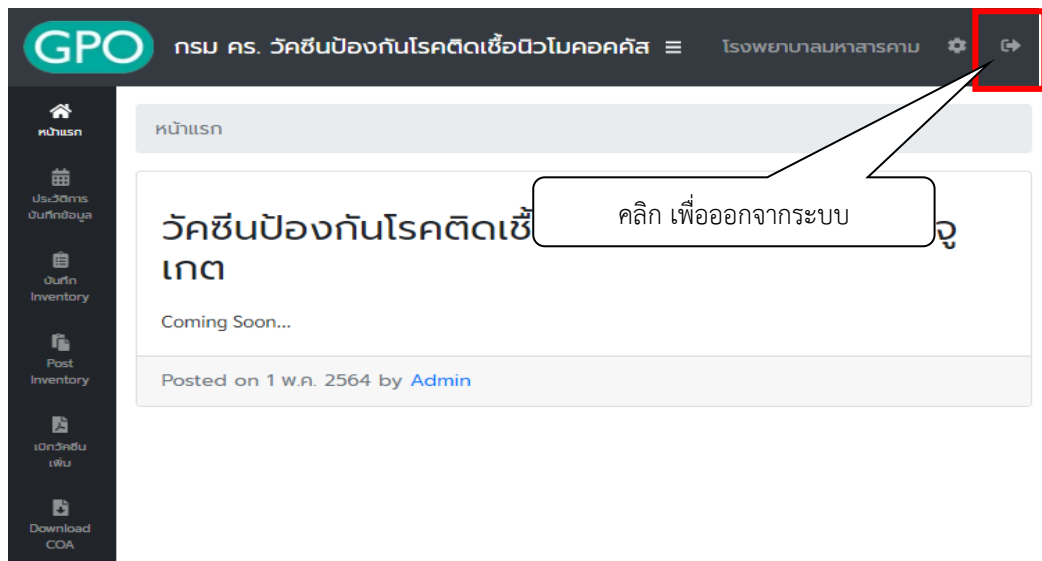 GPO
กรม คร. วัคซีนป้องกันโรคติดเชื้อนิวโมคอคคัส
โรงพยาบาลมหาสารคาม
หน้าแรก
ประวัติการ
บันทึกข้อมูล
บันทึก
Inventory
Post
Inventory
เบิกวัคซีน
เพิ่ม
Download
COA
หน้าแรก
คลิก เพื่อออกจากระบบ
วัคซีนป้องกันโรคติดเชื้
จู
เกต
Coming Soon...
Posted on 1 พ.ค. 2564 by Admin